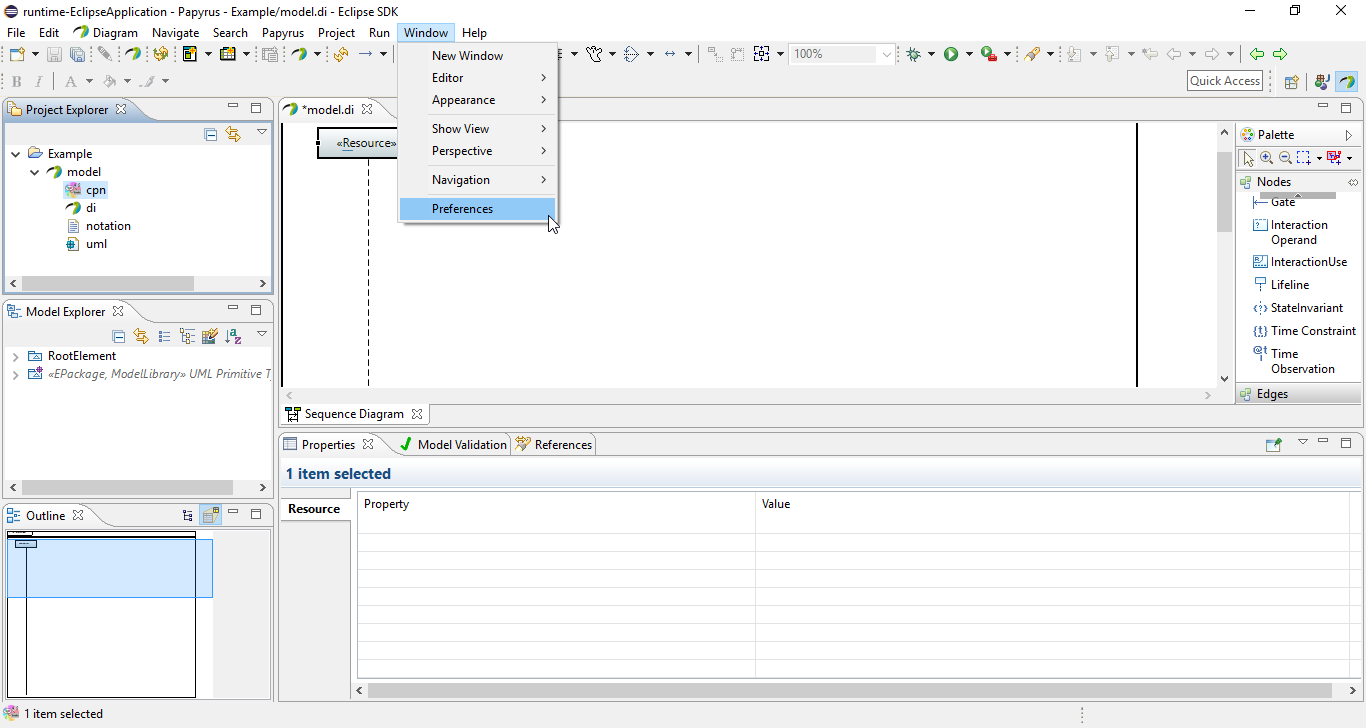 runtime-EclipseApplication - Papyrus - Example/model.di - Eclipse SDK
File Edit Diagram Navigate Search Papyrus Project Run Window Help
100%
B I A
Quick Access
Project Explorer
Example
model
cpn
di
notation
uml
Model Explorer
RootElement
«EPackage, ModelLibrary» UML Primitive T
Outline
*model.di
«Resource»
New Window
Editor
Appearance
Show View
Perspective
Navigation
Preferences
Palette
Nodes
Gate
Interaction
Operand
InteractionUse
Lifeline
StateInvariant
Time Constraint
Time
Observation
Edges
Sequence Diagram
Properties Model Validation References
1 item selected
Resource
Property Value
1 item selected